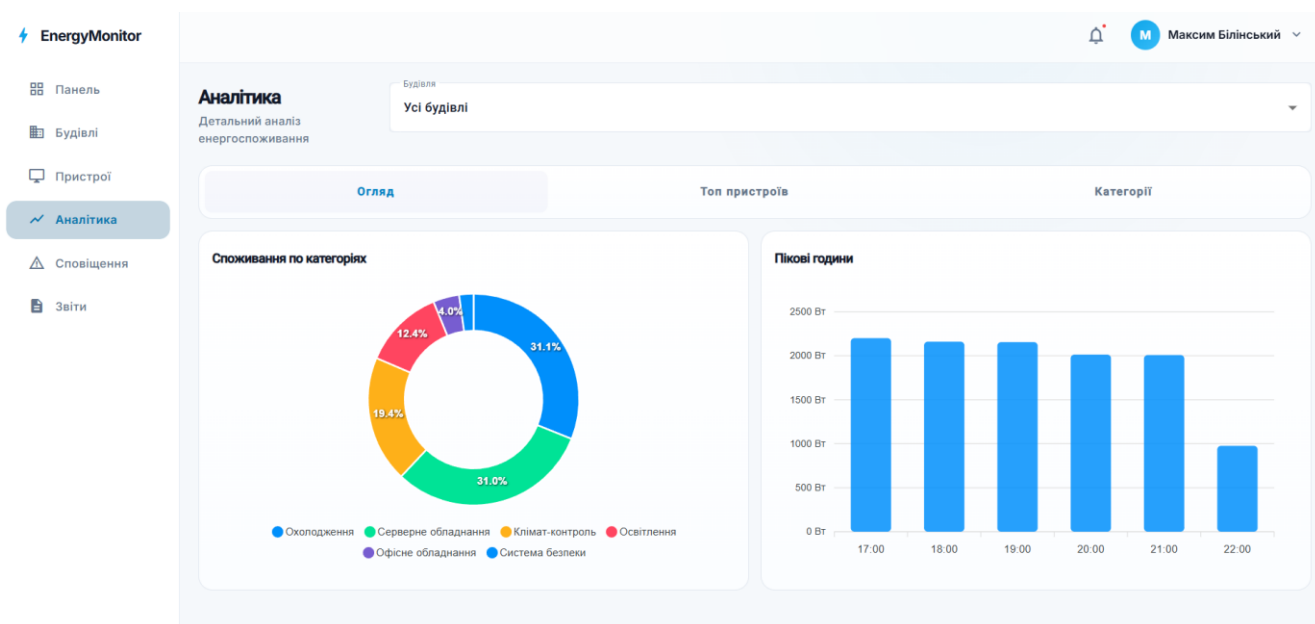 EnergyMonitor
М
Максим Білінський
Панель
Будівлі
Пристрої
Аналітика
Сповіщення
Звіти
Аналітика
Детальний аналіз
енергоспоживання
Будівля
Усі будівлі
Огляд
Топ пристроїв
Категорії
Споживання по категоріях
4.0%
12.4%
31.1%
19.4%
31.0%
Охолодження
Серверне обладнання
Клімат-контроль
Освітлення
Офісне обладнання
Система безпеки
Пікові години
2500 Вт
2000 Вт
1500 Вт
1000 Вт
500 Вт
0 Вт
17:00
18:00
19:00
20:00
21:00
22:00